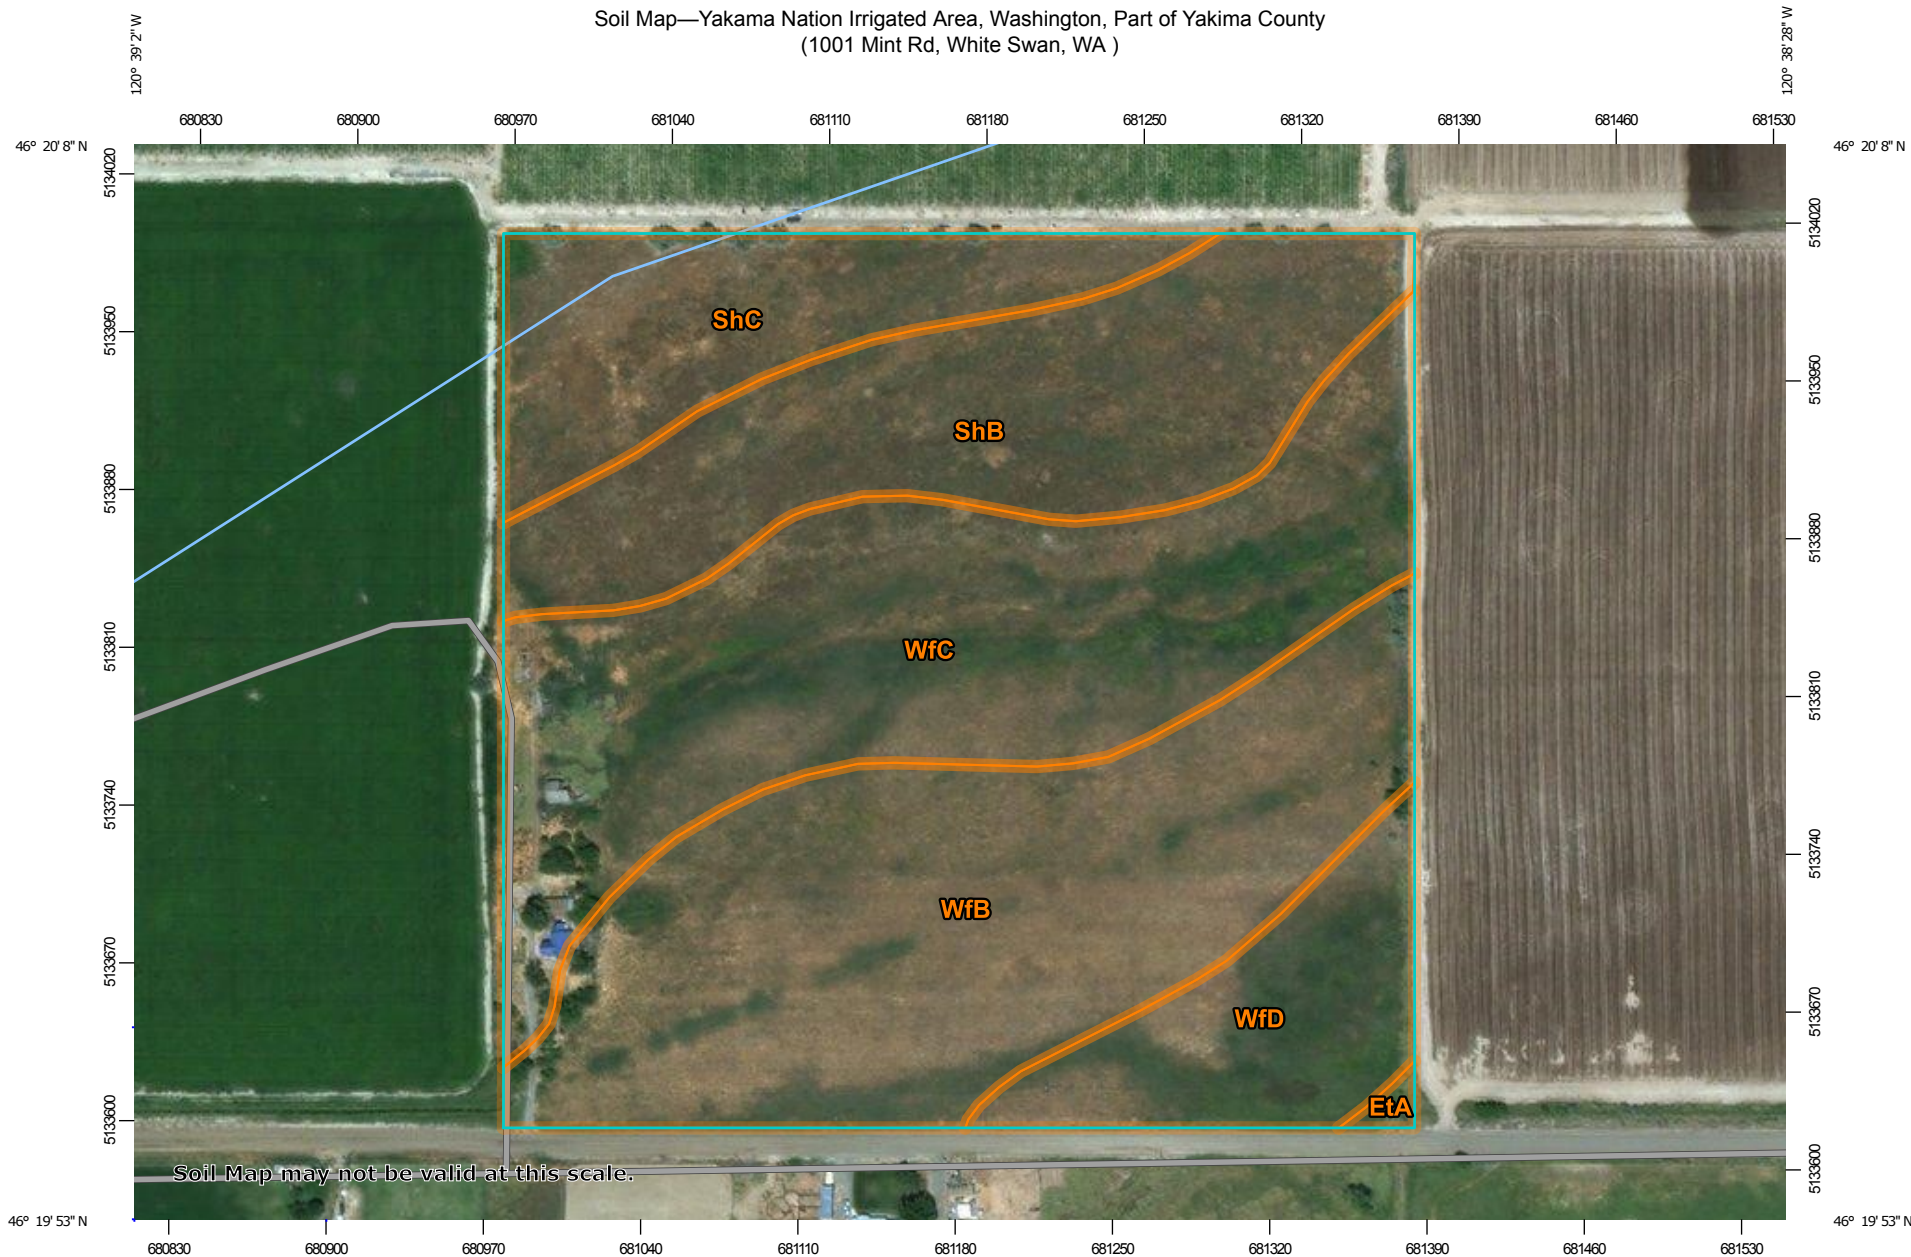 Soil Map—Yakama Nation Irrigated Area, Washington, Part of Yakima County
(1001 Mint Rd, White Swan, WA )
120° 39' 2'' W
120° 38' 28'' W
680830 680900 680970 681040 681110 681180 681250 681320 681390 681460 681530
46° 20' 8'' N
46° 20' 8'' N
5134020
5134020
ShC
5133950
5133950
ShB
5133880
5133880
WfC
5133810
5133810
5133740
5133740
WfB
5133670
5133670
WfD
EtA
5133600
5133600
Soil Map may not be valid at this scale.
46° 19' 53'' N
46° 19' 53'' N
680830 680900 680970 681040 681110 681180 681250 681320 681390 681460 681530